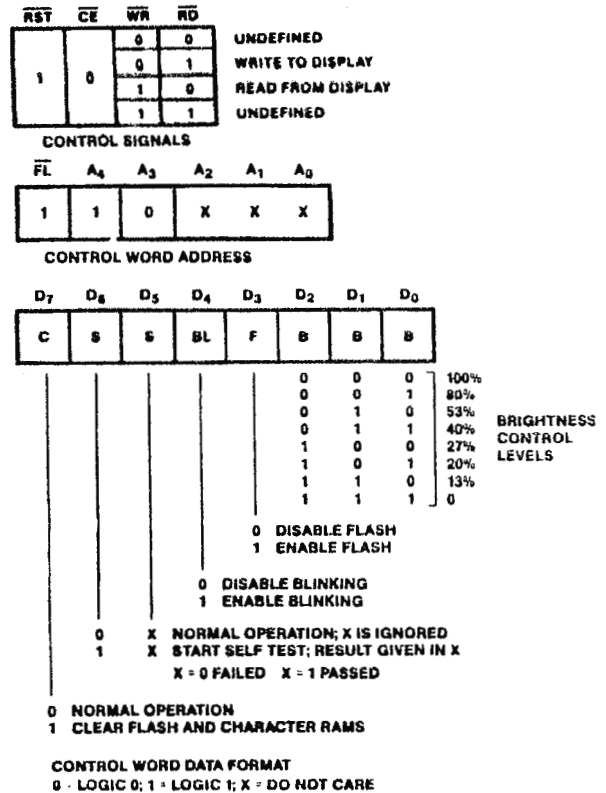 RST CE WR RD
0 0 UNDEFINED
0 1 WRITE TO DISPLAY
1 0
1 0 READ FROM DISPLAY
1 1 UNDEFINED
CONTROL SIGNALS
FL A4 A3 A2 A1 A0
1 1 0 X X X
CONTROL WORD ADDRESS
D7 D6 D5 D4 D3 D2 D1 D0
C S S BL F B B B
0 0 0 100%
0 0 1 80%
0 1 0 53%
0 1 1 40%
1 0 0 27%
1 0 1 20%
1 1 0 13%
1 1 1 0
BRIGHTNESS
CONTROL
LEVELS
0 DISABLE FLASH
1 ENABLE FLASH
0 DISABLE BLINKING
1 ENABLE BLINKING
0 X NORMAL OPERATION; X IS IGNORED
1 X START SELF TEST; RESULT GIVEN IN X
X = 0 FAILED X = 1 PASSED
0 NORMAL OPERATION
1 CLEAR FLASH AND CHARACTER RAMS
CONTROL WORD DATA FORMAT
0 - LOGIC 0; 1 = LOGIC 1; X = DO NOT CARE